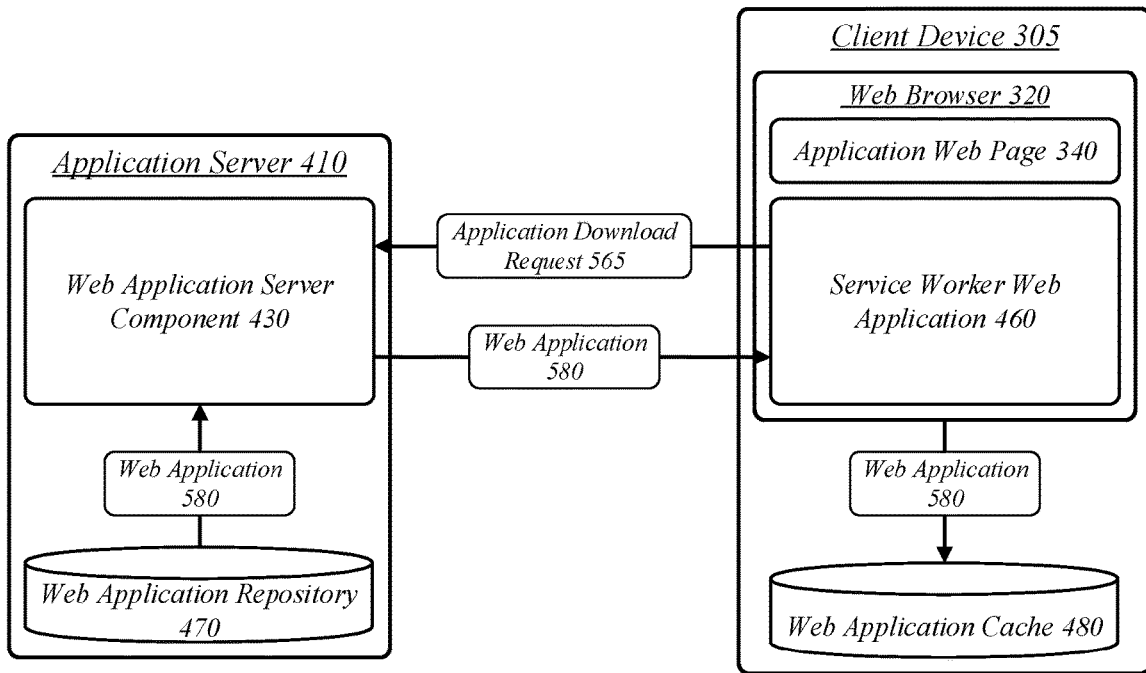 Client Device 305
Web Browser 320
Application Web Page 340
Application Server 410
Web Application Server
Component 430
Application Download
Request 565
Service Worker Web
Application 460
Web Application
580
Web Application
580
Web Application
580
Web Application Repository
470
Web Application Cache 480